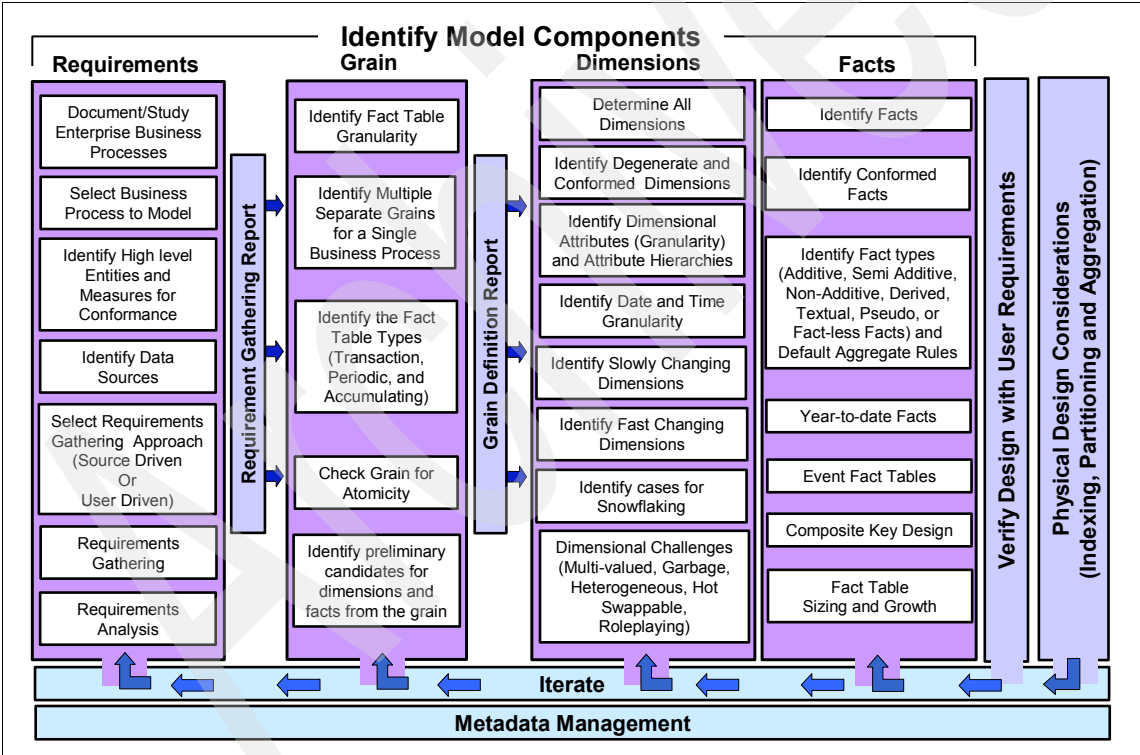 Identify Model Components
Requirements
Document/Study
Enterprise Business
Processes
Select Business
Process to Model
Identify High level
Entities and
Measures for
Conformance
Identify Data
Sources
Select Requirements
Gathering Approach
(Source Driven
Or
User Driven)
Requirements
Gathering
Requirements
Analysis
Requirement Gathering Report
Grain
Identify Fact Table
Granularity
Identify Multiple
Separate Grains
for a Single
Business Process
Identify the Fact
Table Types
(Transaction,
Periodic, and
Accumulating)
Check Grain for
Atomicity
Identify preliminary
candidates for
dimensions and
facts from the grain
Grain Definition Report
Dimensions
Determine All
Dimensions
Identify Degenerate and
Conformed Dimensions
Identify Dimensional
Attributes (Granularity)
and Attribute Hierarchies
Identify Date and Time
Granularity
Identify Slowly Changing
Dimensions
Identify Fast Changing
Dimensions
Identify cases for
Snowflaking
Dimensional Challenges
(Multi-valued, Garbage,
Heterogeneous, Hot
Swappable,
Roleplaying)
Facts
Identify Facts
Identify Conformed
Facts
Identify Fact types
(Additive, Semi Additive,
Non-Additive, Derived,
Textual, Pseudo, or
Fact-less Facts) and
Default Aggregate Rules
Year-to-date Facts
Event Fact Tables
Composite Key Design
Fact Table
Sizing and Growth
Verify Design with User Requirements
Physical Design Considerations
(Indexing, Partitioning and Aggregation)
Iterate
Metadata Management